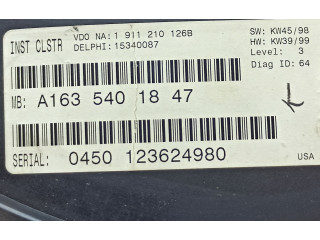 INST CLSTR VDO NA: 1 911 210 126B SW: KW45/98
DELPHI: 15340087 HW: KW39/99
Level: 3
Diag ID: 64
MB: A163 540 18 47
SERIAL: 0450 123624980 USA